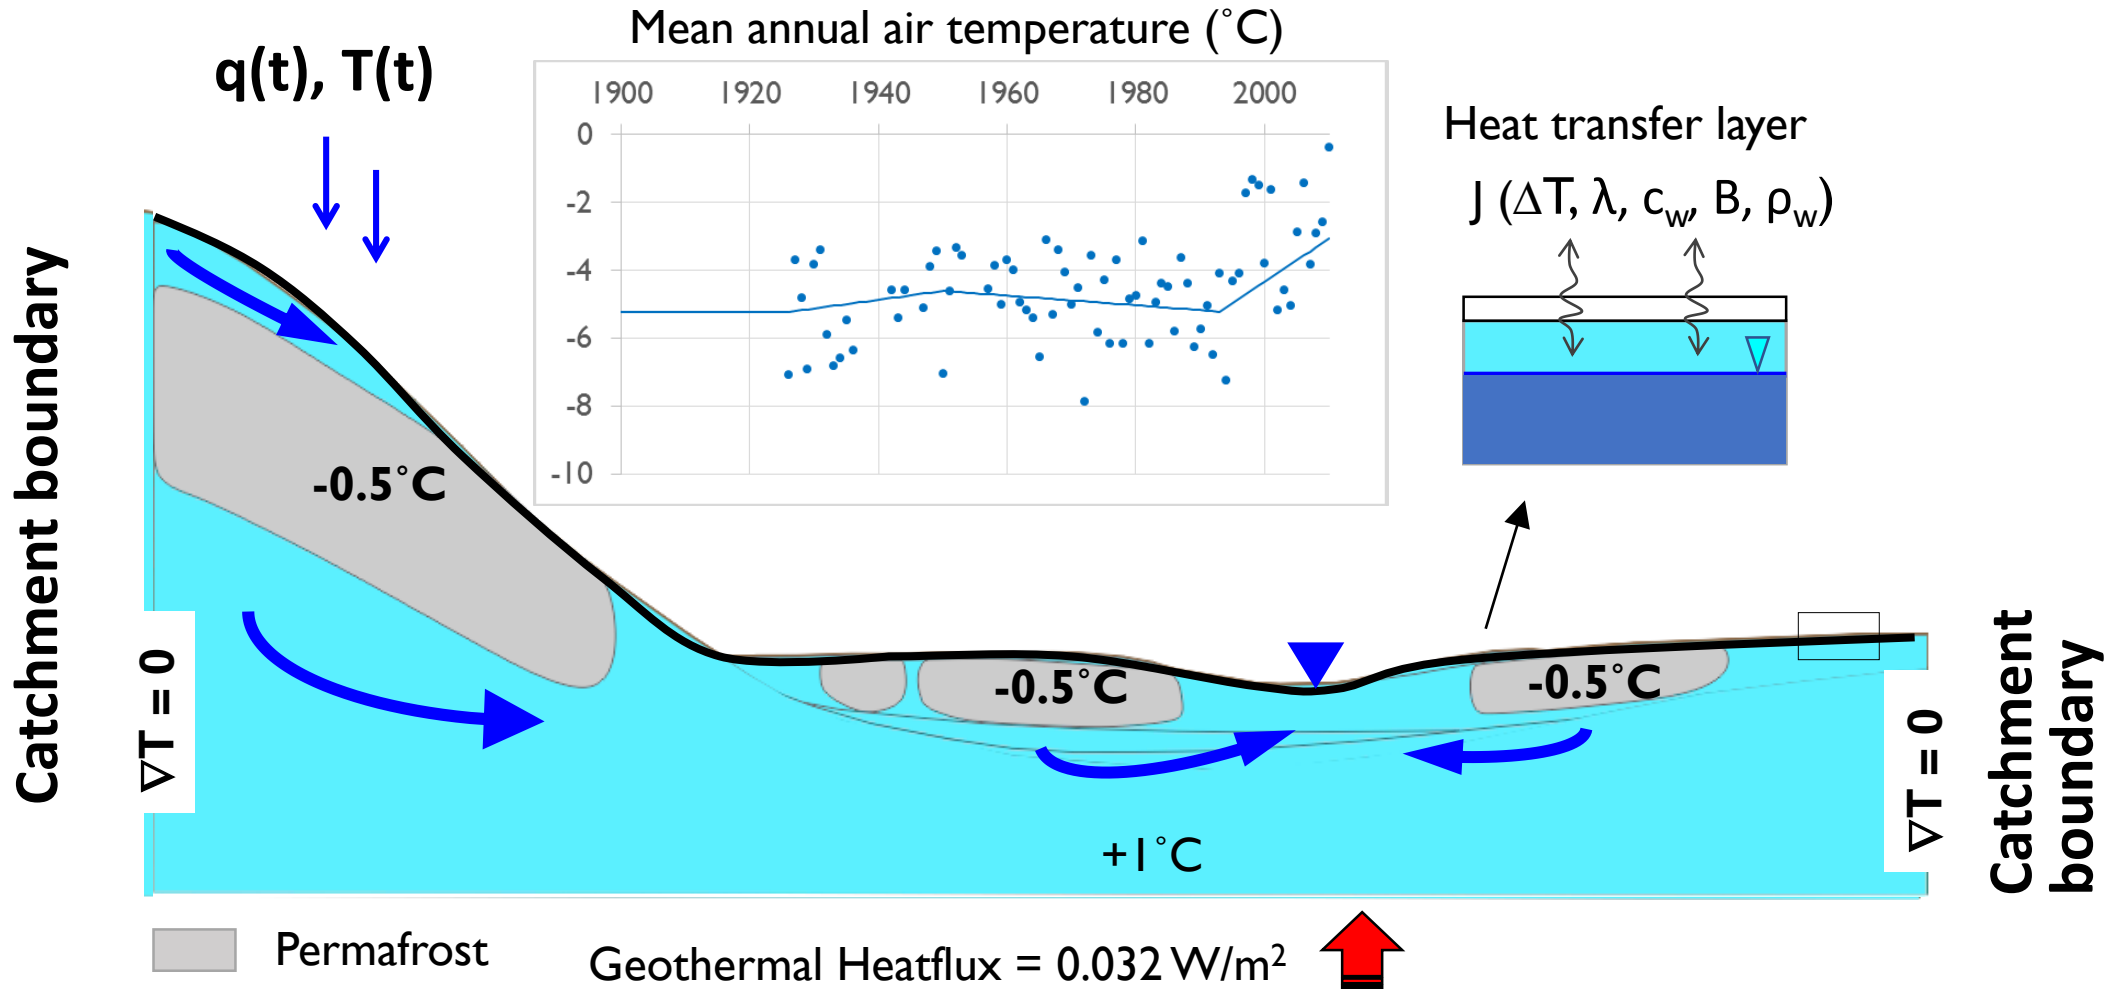 Mean annual air temperature (˚C)
q(t), T(t)
1900 1920 1940 1960 1980 2000
0
-2
-4
-6
-8
-10
Heat transfer layer
J (ΔT, λ, c_w, B, ρ_w)
Catchment boundary
∇T = 0
-0.5˚C
-0.5˚C
-0.5˚C
+1˚C
∇T = 0
Catchment
boundary
Permafrost
Geothermal Heatflux = 0.032 W/m²